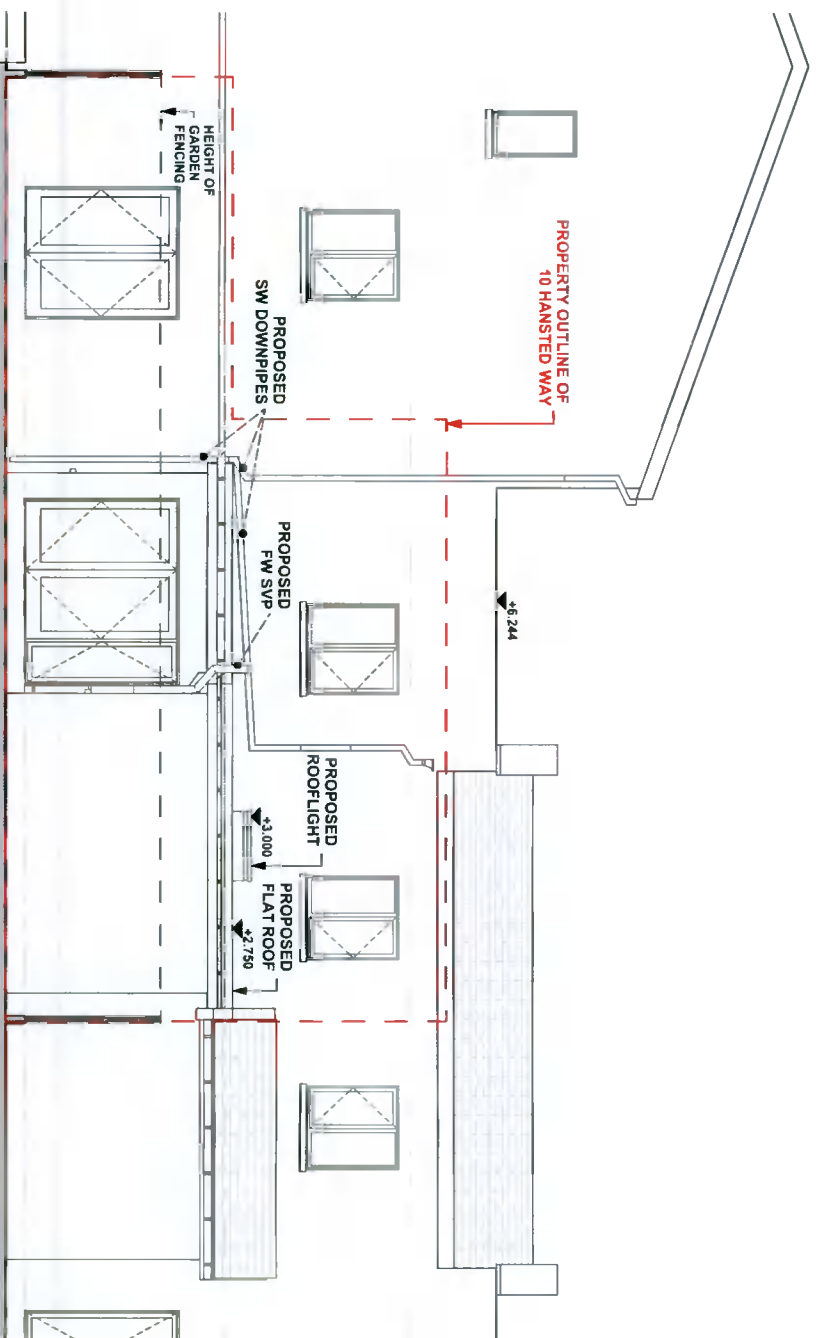 PROPERTY OUTLINE OF
10 HANSTED WAY
+6.244
HEIGHT OF
GARDEN
FENCING
PROPOSED
SW DOWNPIPES
PROPOSED
FW SVP
PROPOSED
ROOFLIGHT
+3.000
PROPOSED
FLAT ROOF
+2.750